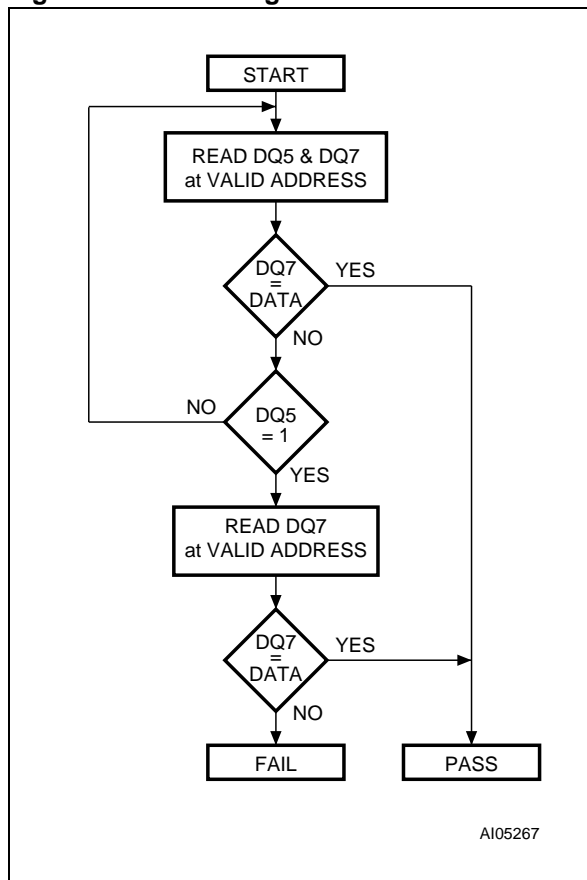 START
READ DQ5 & DQ7
at VALID ADDRESS
DQ7
=
DATA
YES
NO
DQ5
= 1
NO
YES
READ DQ7
at VALID ADDRESS
DQ7
=
DATA
YES
NO
FAIL
PASS
AI05267